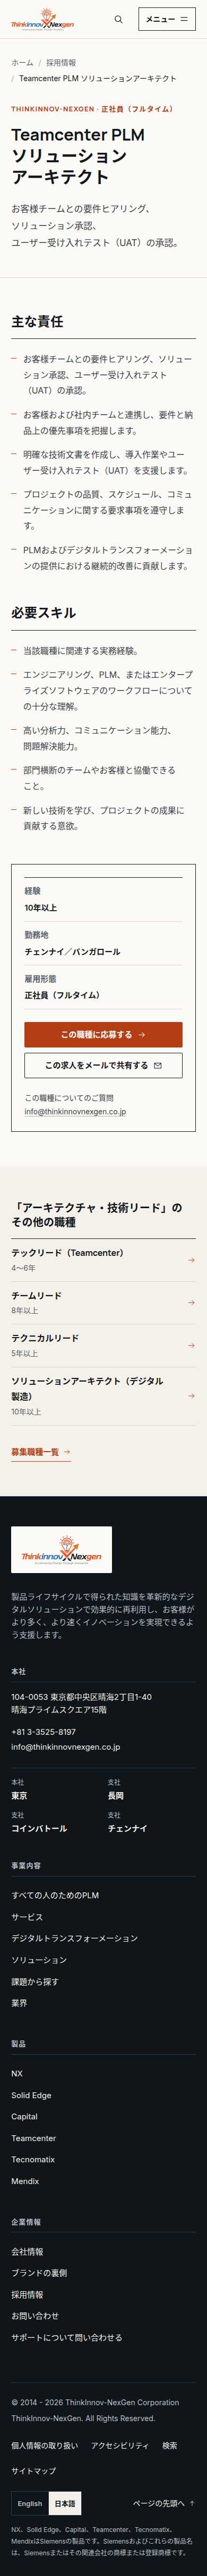 ThinkInnovNexgen
メニュー
ホーム / 採用情報
/ Teamcenter PLM ソリューションアーキテクト
THINKINNOV-NEXGEN · 正社員（フルタイム）
Teamcenter PLM
ソリューション
アーキテクト
お客様チームとの要件ヒアリング、
ソリューション承認、
ユーザー受け入れテスト（UAT）の承認。
主な責任
お客様チームとの要件ヒアリング、ソリュー
ション承認、ユーザー受け入れテスト
（UAT）の承認。
お客様および社内チームと連携し、要件と納
品上の優先事項を把握します。
明確な技術文書を作成し、導入作業やユー
ザー受け入れテスト（UAT）を支援します。
プロジェクトの品質、スケジュール、コミュ
ニケーションに関する要求事項を遵守しま
す。
PLMおよびデジタルトランスフォーメーショ
ンの提供における継続的改善に貢献します。
必要スキル
当該職種に関連する実務経験。
エンジニアリング、PLM、またはエンタープ
ライズソフトウェアのワークフローについて
の十分な理解。
高い分析力、コミュニケーション能力、
問題解決能力。
部門横断のチームやお客様と協働できる
こと。
新しい技術を学び、プロジェクトの成果に
貢献する意欲。
経験
10年以上
勤務地
チェンナイ／バンガロール
雇用形態
正社員（フルタイム）
この職種に応募する →
この求人をメールで共有する
この職種についてのご質問
info@thinkinnovnexgen.co.jp
「アーキテクチャ・技術リード」の
その他の職種
テックリード（Teamcenter） →
4〜6年
チームリード →
8年以上
テクニカルリード →
5年以上
ソリューションアーキテクト（デジタル
製造） →
10年以上
募集職種一覧 →
ThinkInnovNexgen
製品ライフサイクルで得られた知識を革新的なデジ
タルソリューションで効果的に再利用し、お客様が
より多く、より速くイノベーションを実現できるよ
う支援します。
本社
104-0053 東京都中央区晴海2丁目1-40
晴海プライムスクエア15階
+81 3-3525-8197
info@thinkinnovnexgen.co.jp
本社 支社
東京 長岡
支社 支社
コインバトール チェンナイ
事業内容
すべての人のためのPLM
サービス
デジタルトランスフォーメーション
ソリューション
課題から探す
業界
製品
NX
Solid Edge
Capital
Teamcenter
Tecnomatix
Mendix
企業情報
会社情報
ブランドの裏側
採用情報
お問い合わせ
サポートについて問い合わせる
© 2014 - 2026 ThinkInnov-NexGen Corporation
ThinkInnov-NexGen. All Rights Reserved.
個人情報の取り扱い アクセシビリティ 検索
サイトマップ
English 日本語 ページの先頭へ ↑
NX、Solid Edge、Capital、Teamcenter、Tecnomatix、
MendixはSiemensの製品です。Siemensおよびこれらの製品名
は、Siemensまたはその関連会社の商標または登録商標です。